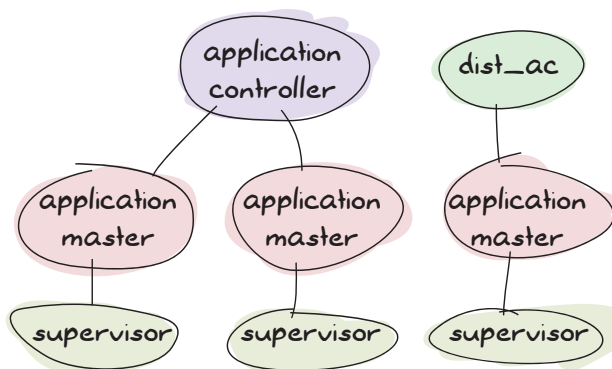 application
controller
dist_ac
application
master
application
master
application
master
supervisor
supervisor
supervisor